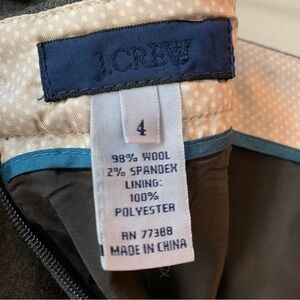 J.CREW
4
98% WOOL
2% SPANDEX
LINING:
100%
POLYESTER
RN 77388
MADE IN CHINA